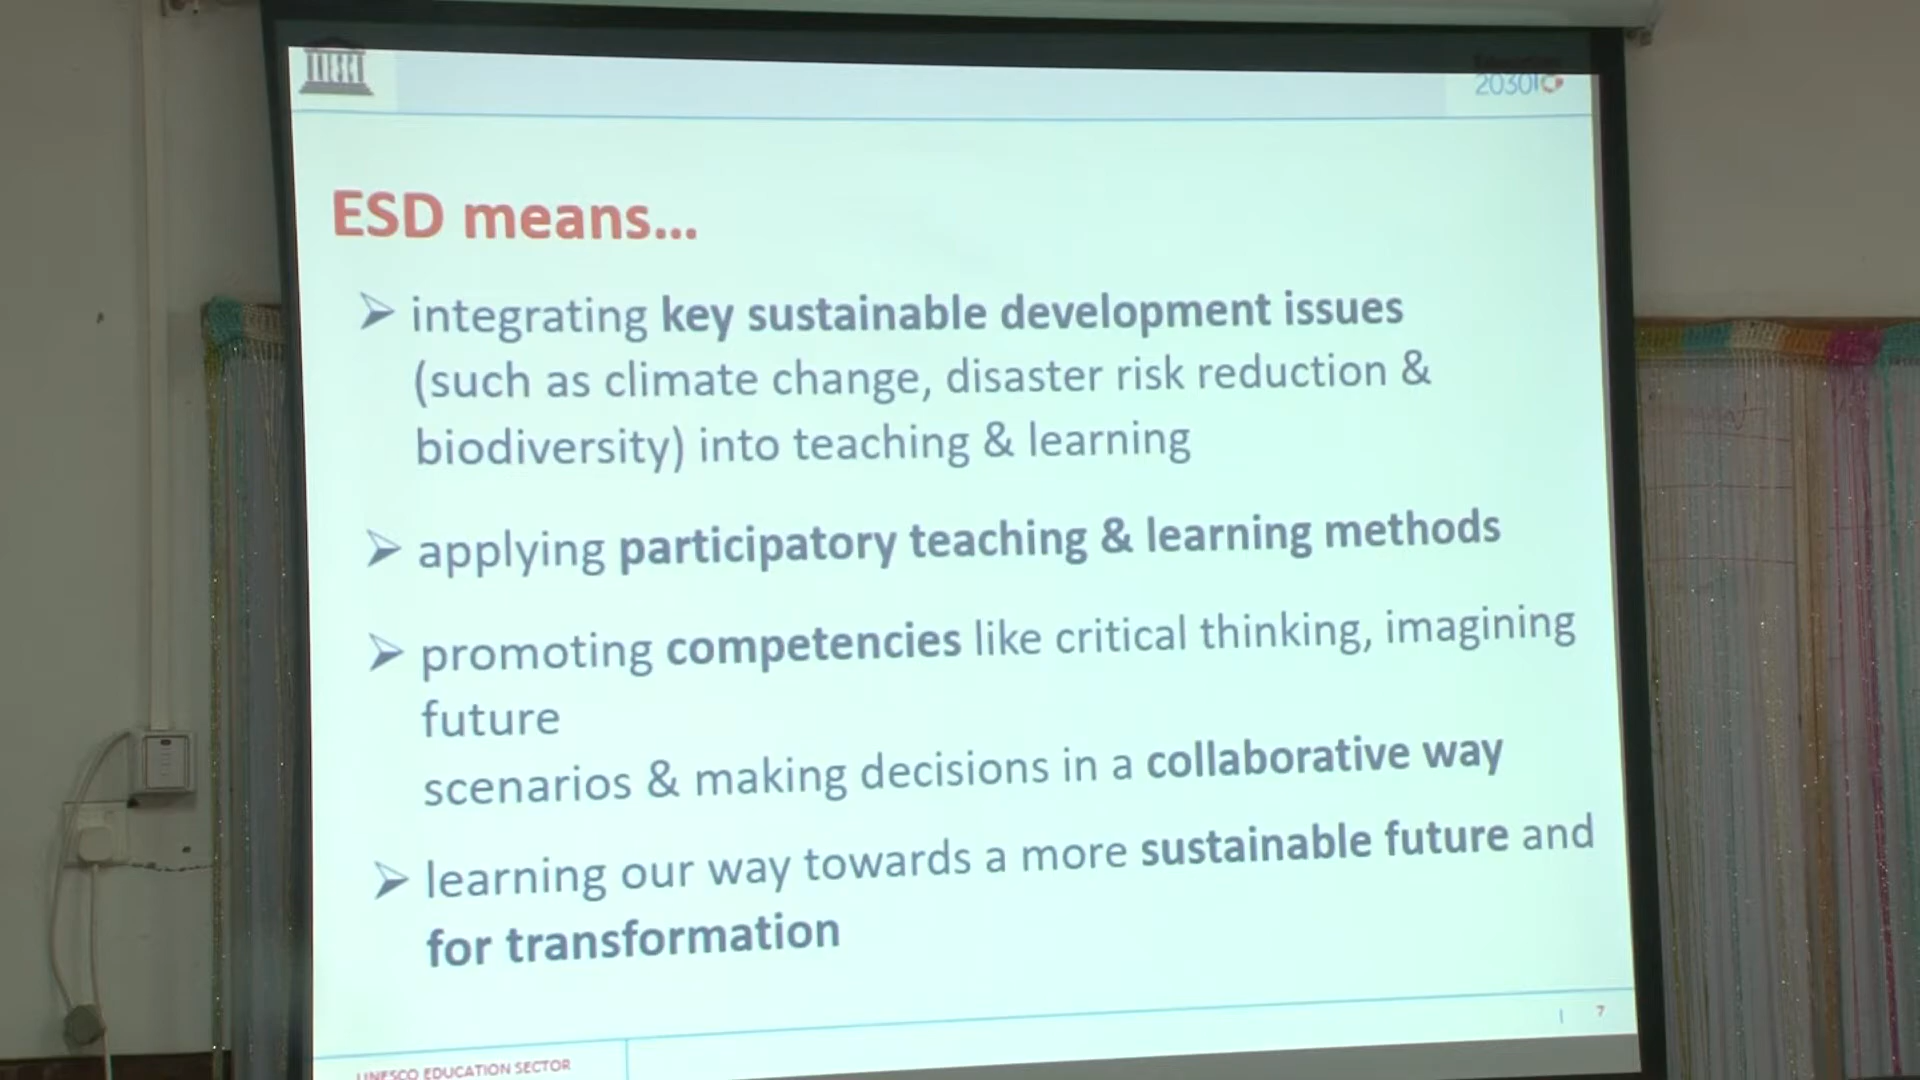 2030
ESD means...
integrating key sustainable development issues
(such as climate change, disaster risk reduction &
biodiversity) into teaching & learning
applying participatory teaching & learning methods
promoting competencies like critical thinking, imagining
future
scenarios & making decisions in a collaborative way
learning our way towards a more sustainable future and
for transformation
7
UNESCO EDUCATION SECTOR